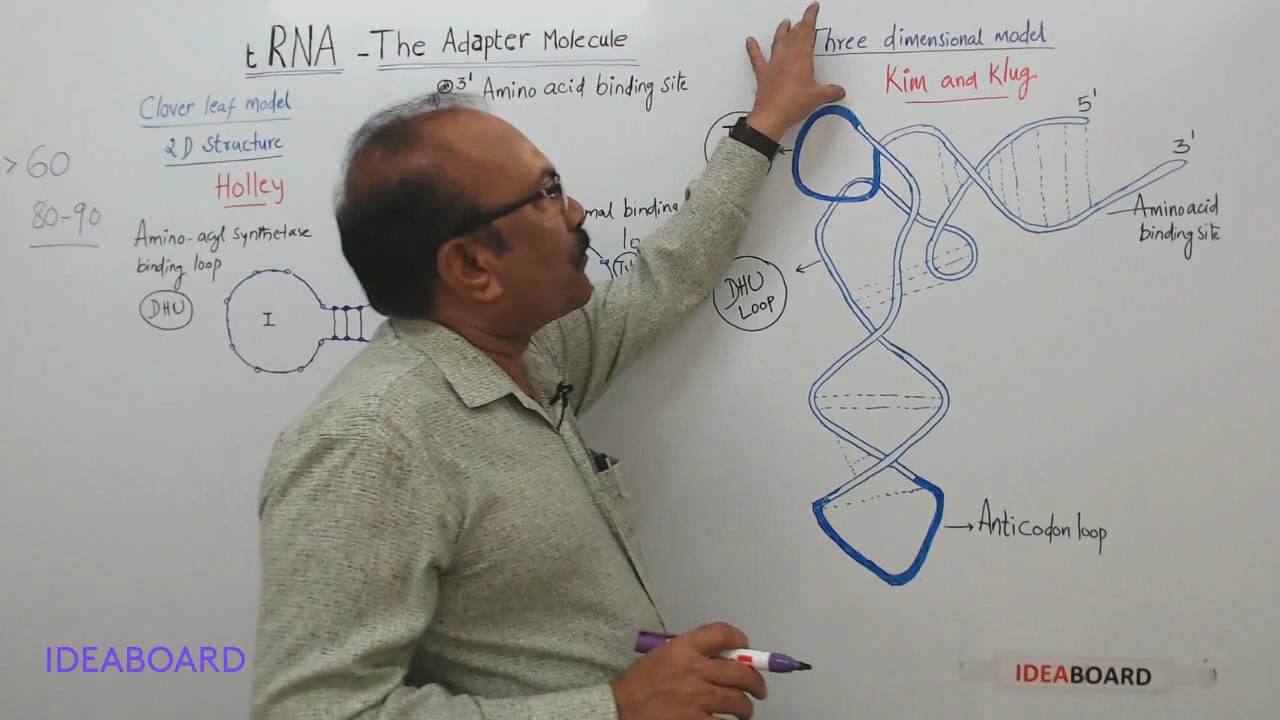 tRNA - The Adapter Molecule
3' Amino acid binding site
Clover leaf model
2D structure
Holley
>60
80-90
Amino-acyl synthetase
binding loop
DHU
I
binding
Three dimensional model
Kim and Klug
5'
3'
Aminoacid
binding site
DHU
LOOP
Anticodon loop
IDEABOARD
IDEABOARD